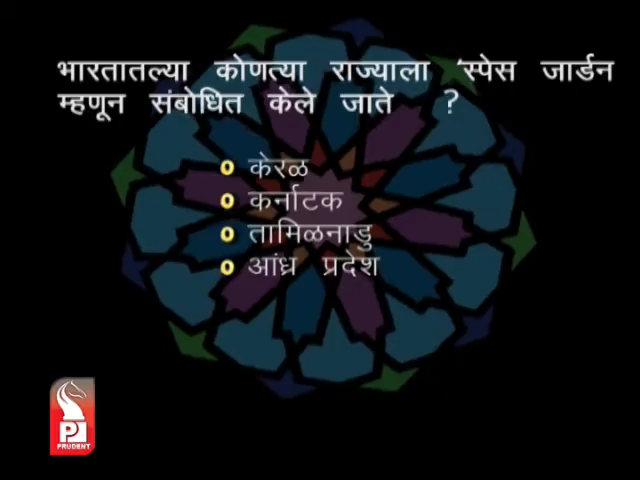 भारतातल्या कोणत्या राज्याला 'स्पेस जार्डन
म्हणून संबोधित केले जाते ?
o केरळ
o कर्नाटक
o तामिळनाडु
o आंध्र प्रदेश
P
PRUDENT